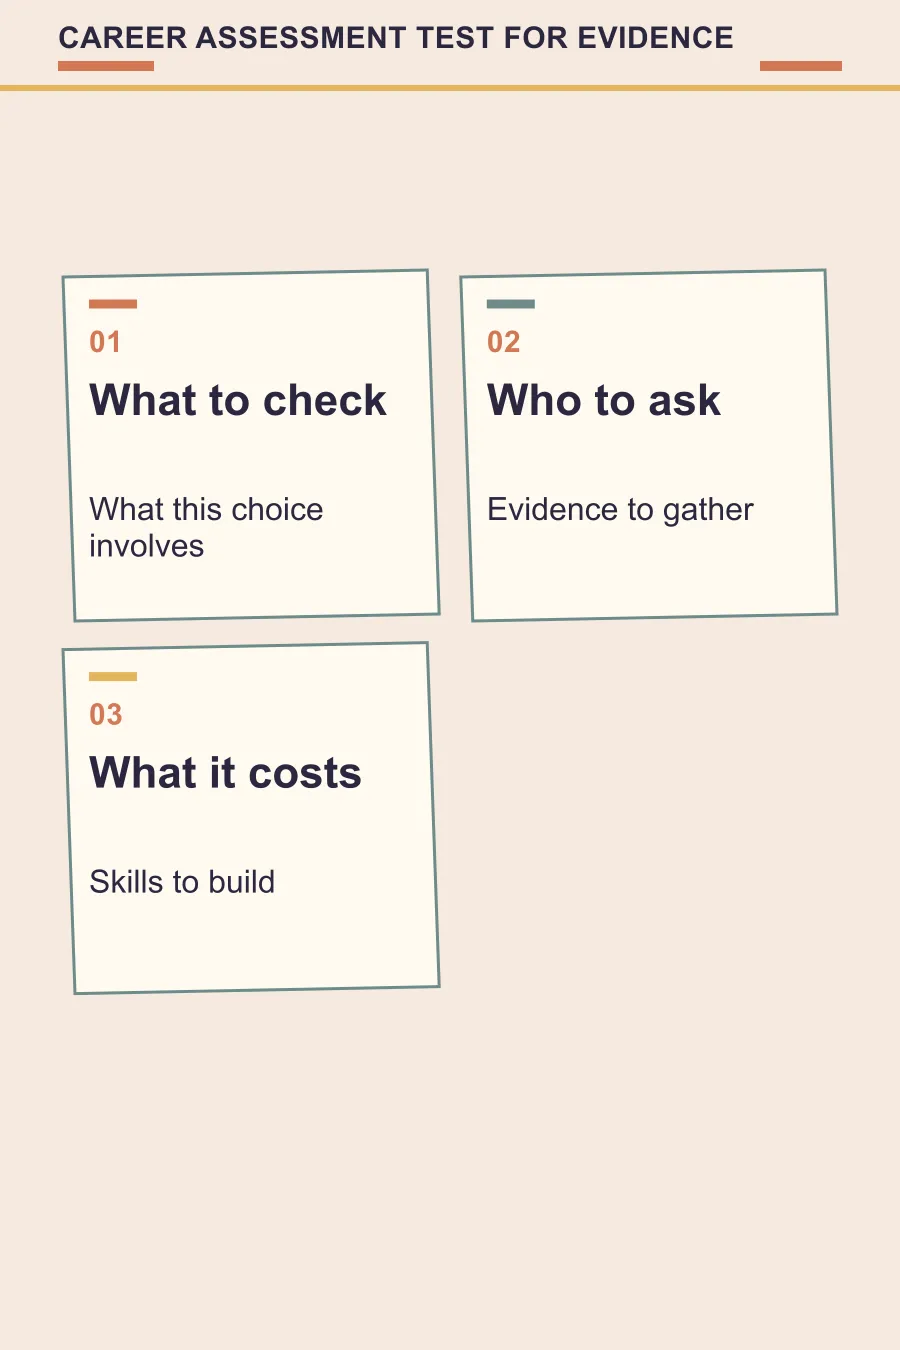 CAREER ASSESSMENT TEST FOR EVIDENCE
01
What to check
What this choice
involves
02
Who to ask
Evidence to gather
03
What it costs
Skills to build